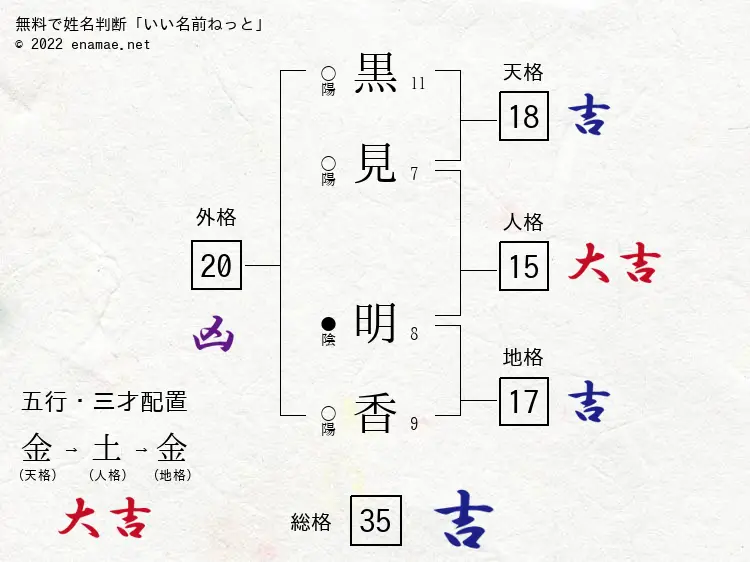 無料で姓名判断「いい名前ねっと」
© 2022 enamae.net
○陽 黒 11
天格
18 吉
○陽 見 7
外格
20
凶
人格
15 大吉
●陰 明 8
地格
17 吉
○陽 香 9
五行・三才配置
金→土→金
(天格) (人格) (地格)
大吉
総格 35 吉